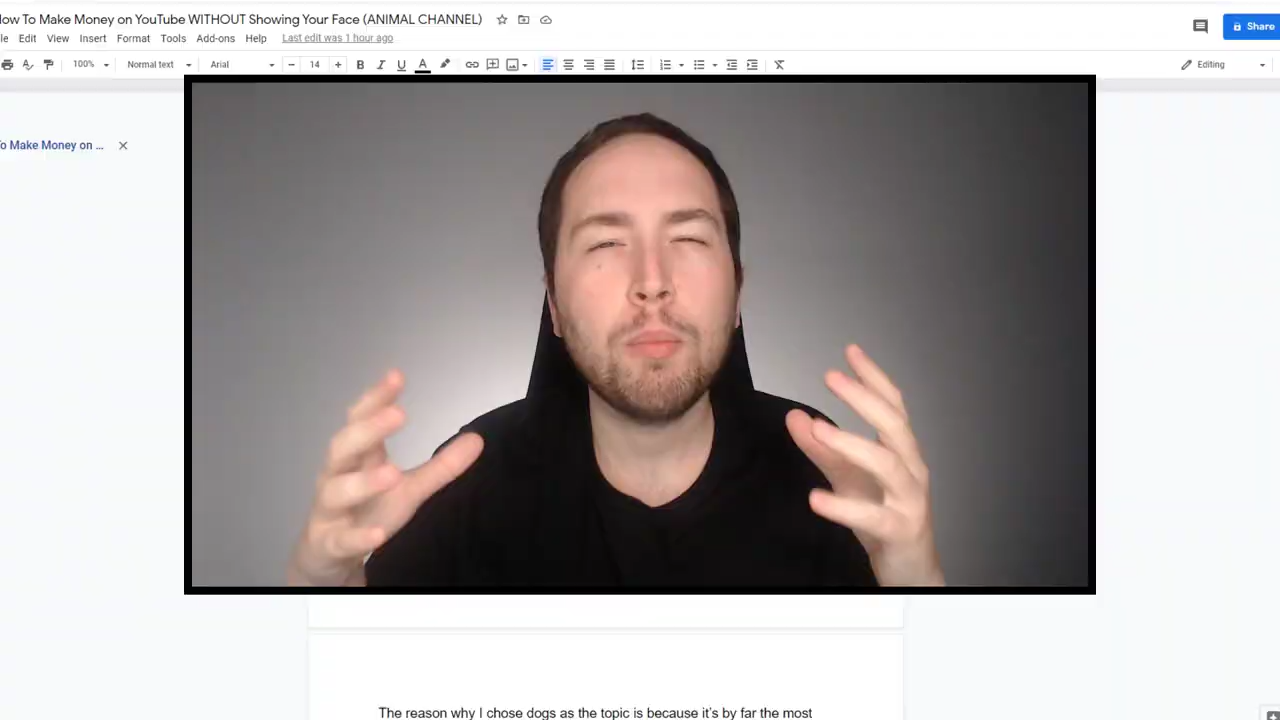 ow To Make Money on YouTube WITHOUT Showing Your Face (ANIMAL CHANNEL)
le Edit View Insert Format Tools Add-ons Help Last edit was 1 hour ago
Share
100% Normal text Arial 14 B I U A Editing
To Make Money on ...
The reason why I chose dogs as the topic is because it's by far the most